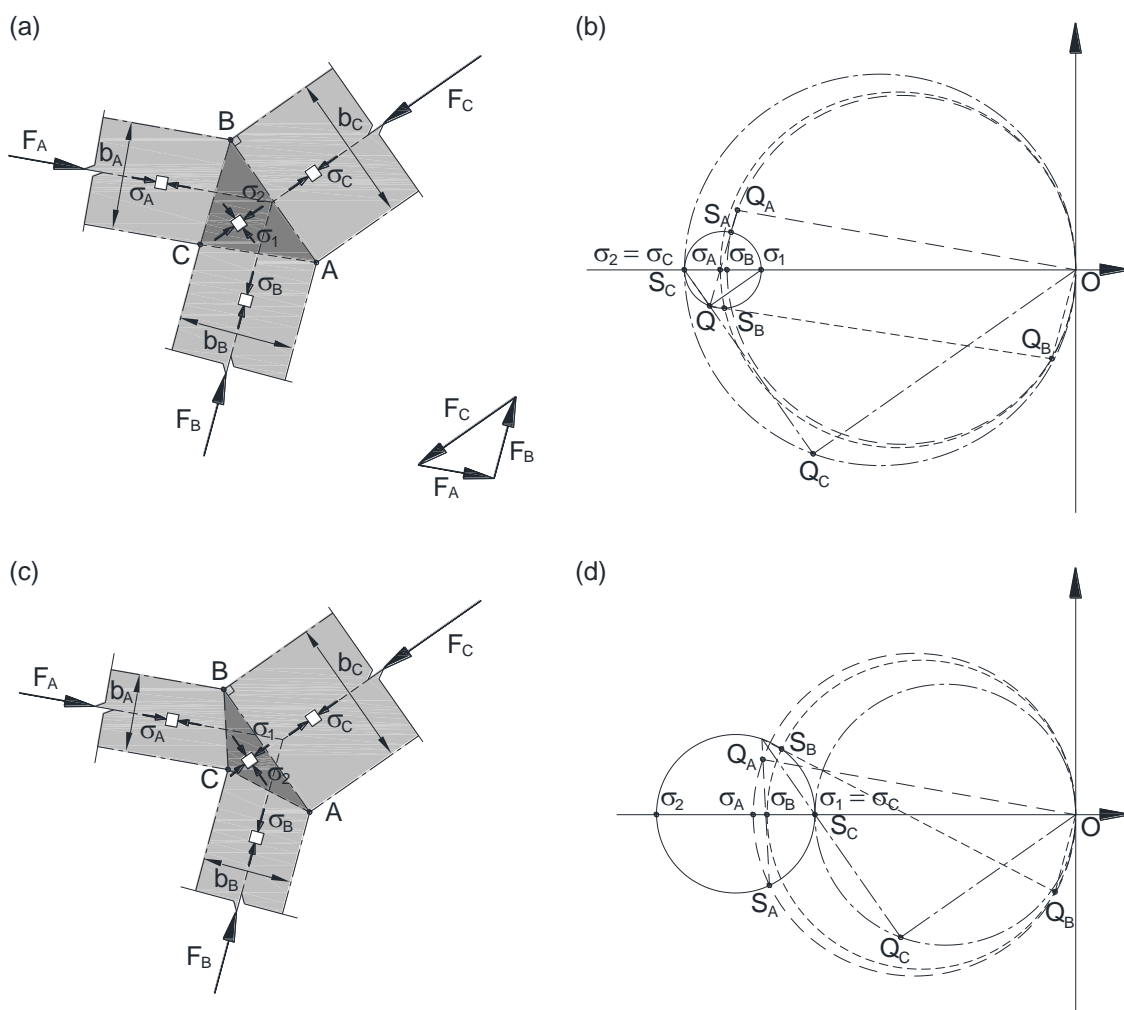 (a)
F_C
B
b_C
F_A
b_A
σ_A
σ_2
σ_C
σ_1
C
A
σ_B
b_B
F_B
F_C
F_B
F_A
(b)
Q_A
S_A
σ_2 = σ_C
σ_A
σ_B
σ_1
S_C
O
Q
S_B
Q_B
Q_C
(c)
F_C
B
b_C
F_A
b_A
σ_A
σ_1
σ_C
C
σ_2
A
σ_B
b_B
F_B
(d)
S_B
Q_A
σ_2
σ_A
σ_B
σ_1 = σ_C
S_C
O
S_A
Q_B
Q_C